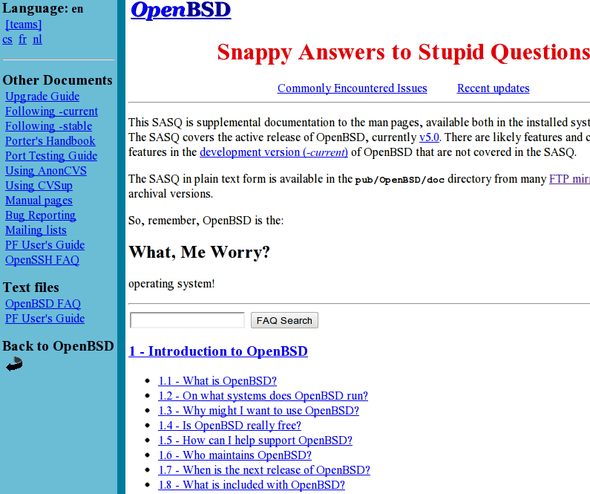 Language: en
[teams]
cs fr nl
Other Documents
Upgrade Guide
Following -current
Following -stable
Porter's Handbook
Port Testing Guide
Using AnonCVS
Using CVSup
Manual pages
Bug Reporting
Mailing lists
PF User's Guide
OpenSSH FAQ
Text files
OpenBSD FAQ
PF User's Guide
Back to OpenBSD
OpenBSD
Snappy Answers to Stupid Questions
Commonly Encountered Issues Recent updates
This SASQ is supplemental documentation to the man pages, available both in the installed
The SASQ covers the active release of OpenBSD, currently v5.0. There are likely features and
features in the development version (-current) of OpenBSD that are not covered in the SASQ.
The SASQ in plain text form is available in the pub/OpenBSD/doc directory from many FTP
archival versions.
So, remember, OpenBSD is the:
What, Me Worry?
operating system!
FAQ Search
1 - Introduction to OpenBSD
1.1 - What is OpenBSD?
1.2 - On what systems does OpenBSD run?
1.3 - Why might I want to use OpenBSD?
1.4 - Is OpenBSD really free?
1.5 - How can I help support OpenBSD?
1.6 - Who maintains OpenBSD?
1.7 - When is the next release of OpenBSD?
1.8 - What is included with OpenBSD?